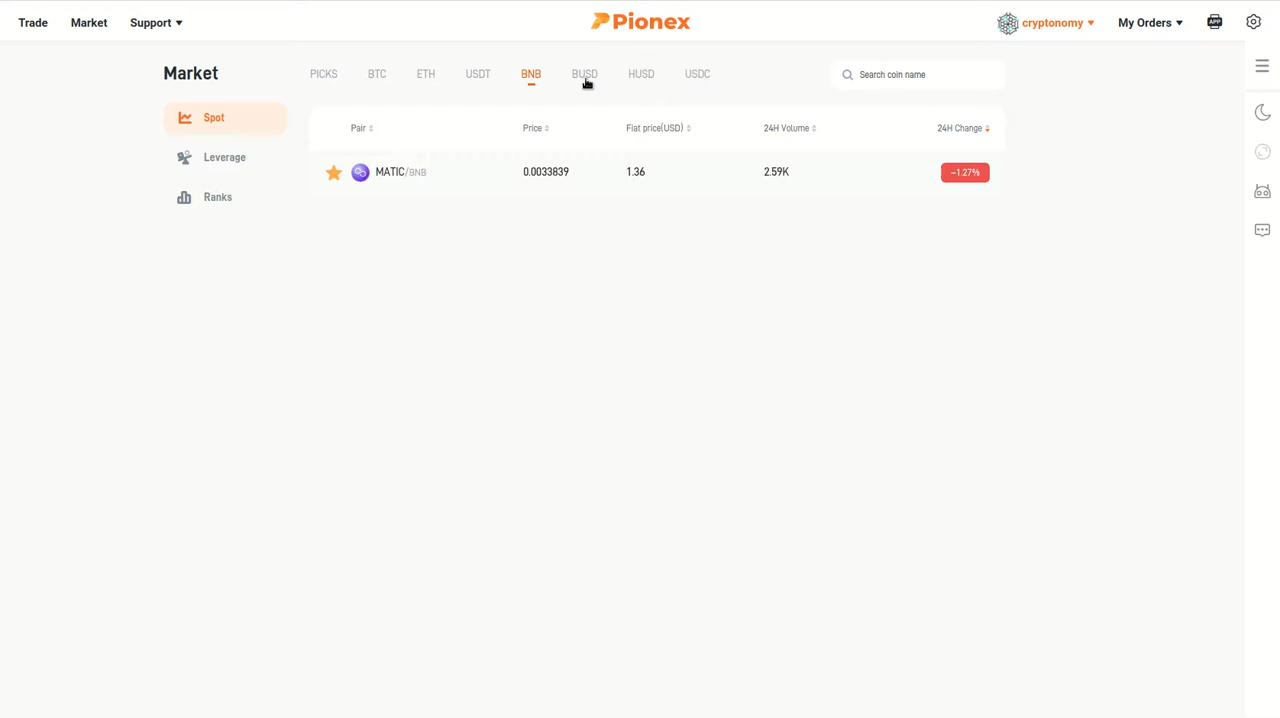 Trade Market Support Pionex cryptonomy My Orders APP
Market PICKS BTC ETH USDT BNB BUSD HUSD USDC Search coin name
Spot
Leverage
Ranks
Pair Price Fiat price(USD) 24H Volume 24H Change
MATIC/BNB 0.0033839 1.36 2.59K -1.27%